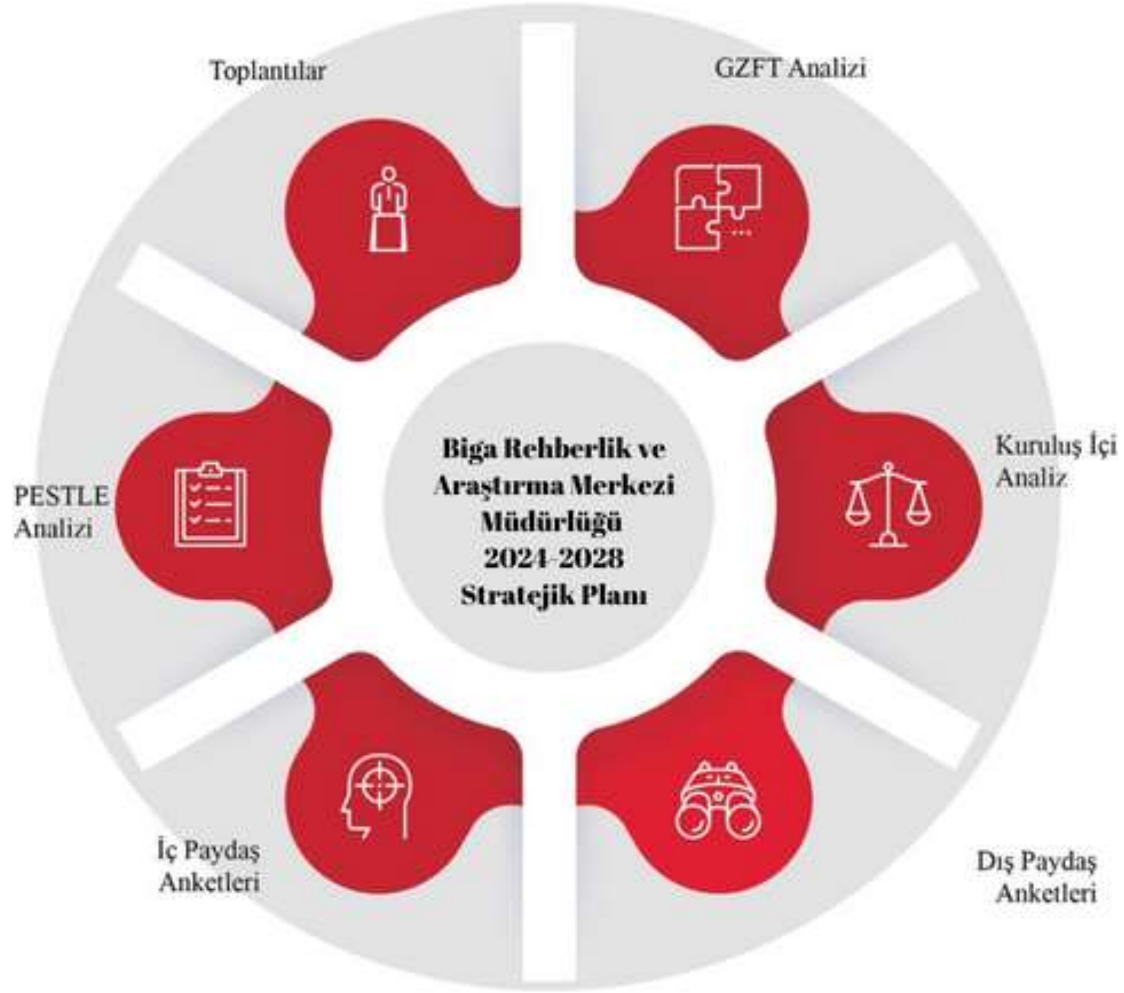 Toplantılar
GZFT Analizi
Kuruluş İçi
Analiz
PESTLE
Analizi
Biga Rehberlik ve
Araştırma Merkezi
Müdürlüğü
2024-2028
Stratejik Planı
İç Paydaş
Anketleri
Dış Paydaş
Anketleri